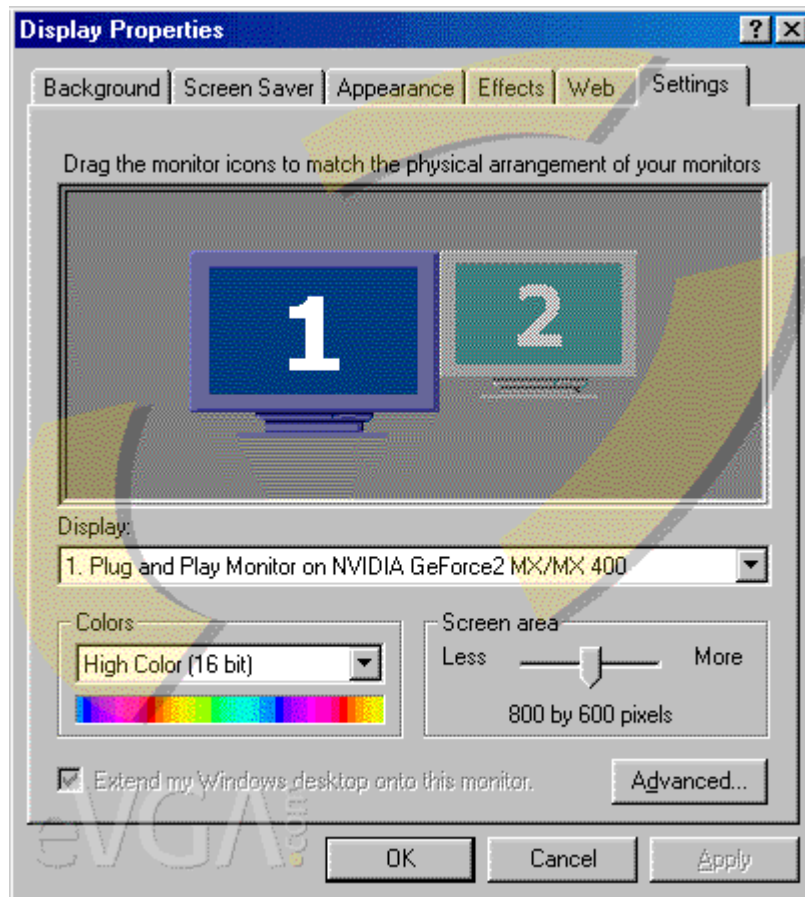 Display Properties
Background Screen Saver Appearance Effects Web Settings
Drag the monitor icons to match the physical arrangement of your monitors
1 2
Display:
1. Plug and Play Monitor on NVIDIA GeForce2 MX/MX 400
Colors Screen area
High Color (16 bit) Less More
800 by 600 pixels
Extend my Windows desktop onto this monitor. Advanced...
eVGA.com
OK Cancel Apply